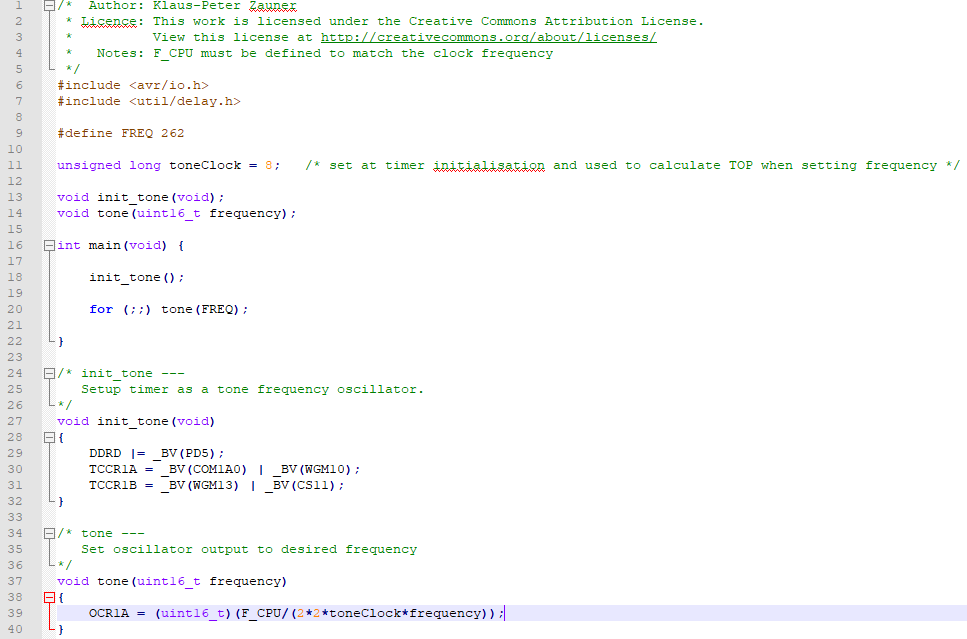 1 /*  Author: Klaus-Peter Zauner
2  * Licence: This work is licensed under the Creative Commons Attribution License.
3  *          View this license at http://creativecommons.org/about/licenses/
4  *   Notes: F_CPU must be defined to match the clock frequency
5  */
6 #include <avr/io.h>
7 #include <util/delay.h>
8
9 #define FREQ 262
10
11 unsigned long toneClock = 8;   /* set at timer initialisation and used to calculate TOP when setting frequency */
12
13 void init_tone(void);
14 void tone(uint16_t frequency);
15
16 int main(void) {
17
18     init_tone();
19
20     for (;;) tone(FREQ);
21
22 }
23
24 /* init_tone ---
25    Setup timer as a tone frequency oscillator.
26 */
27 void init_tone(void)
28 {
29     DDRD |= _BV(PD5);
30     TCCR1A = _BV(COM1A0) | _BV(WGM10);
31     TCCR1B = _BV(WGM13) | _BV(CS11);
32 }
33
34 /* tone ---
35    Set oscillator output to desired frequency
36 */
37 void tone(uint16_t frequency)
38 {
39     OCR1A = (uint16_t)(F_CPU/(2*2*toneClock*frequency));
40 }